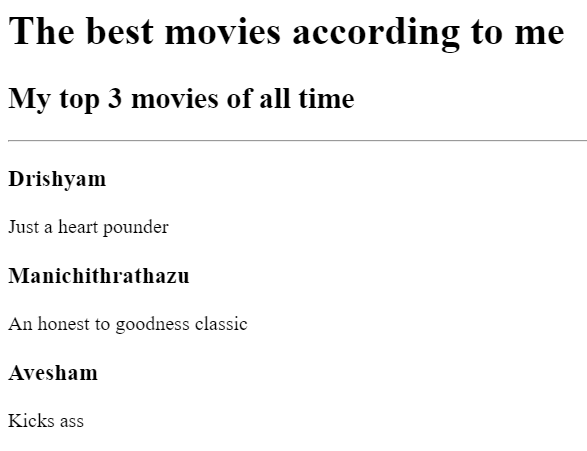 The best movies according to me
My top 3 movies of all time
Drishyam
Just a heart pounder
Manichithrathazu
An honest to goodness classic
Avesham
Kicks ass